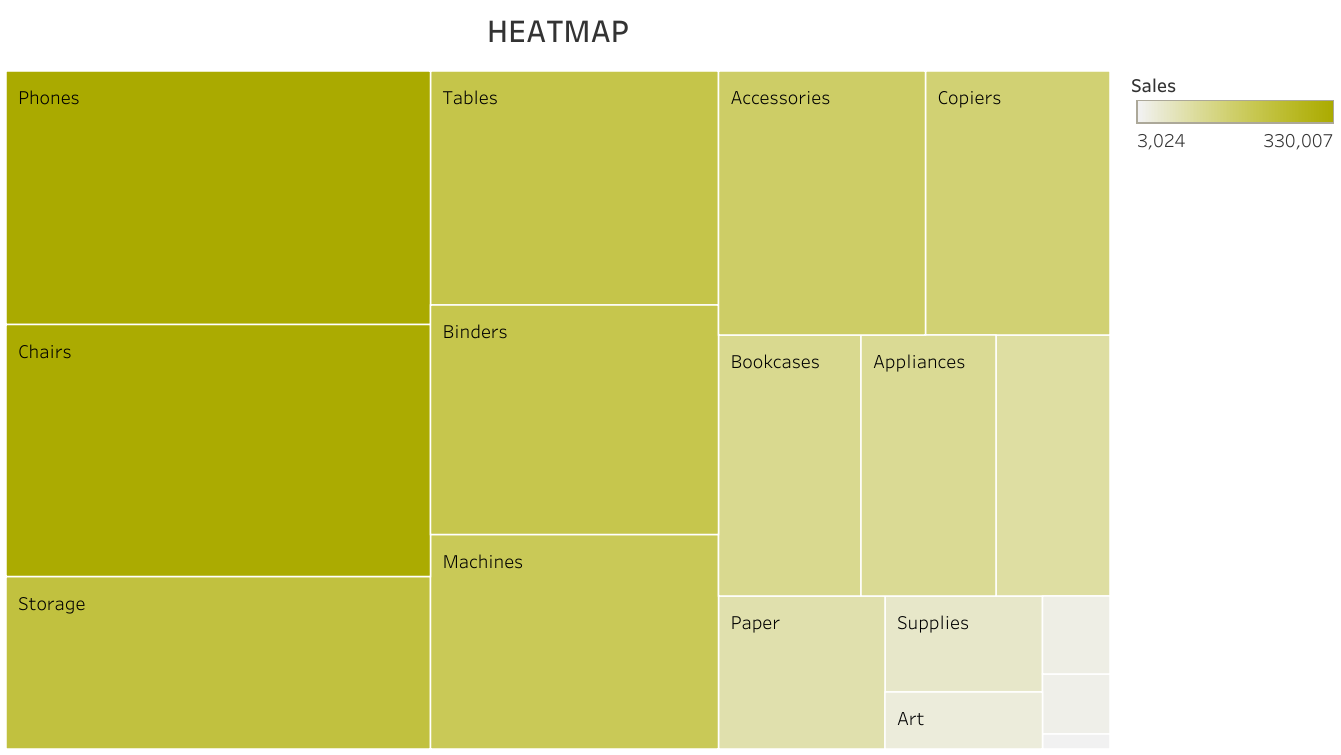 HEATMAP
Phones
Tables
Accessories
Copiers
Sales
3,024
330,007
Chairs
Binders
Bookcases
Appliances
Machines
Storage
Paper
Supplies
Art